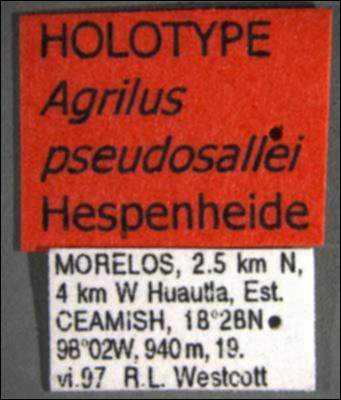 HOLOTYPE
Agrilus
pseudosallei
Hespenheide
MORELOS, 2.5 km N,
4 km W Huautla, Est.
CEAMISH, 18°28N
98°02W, 940 m, 19.
vi.97 R.L. Westcott